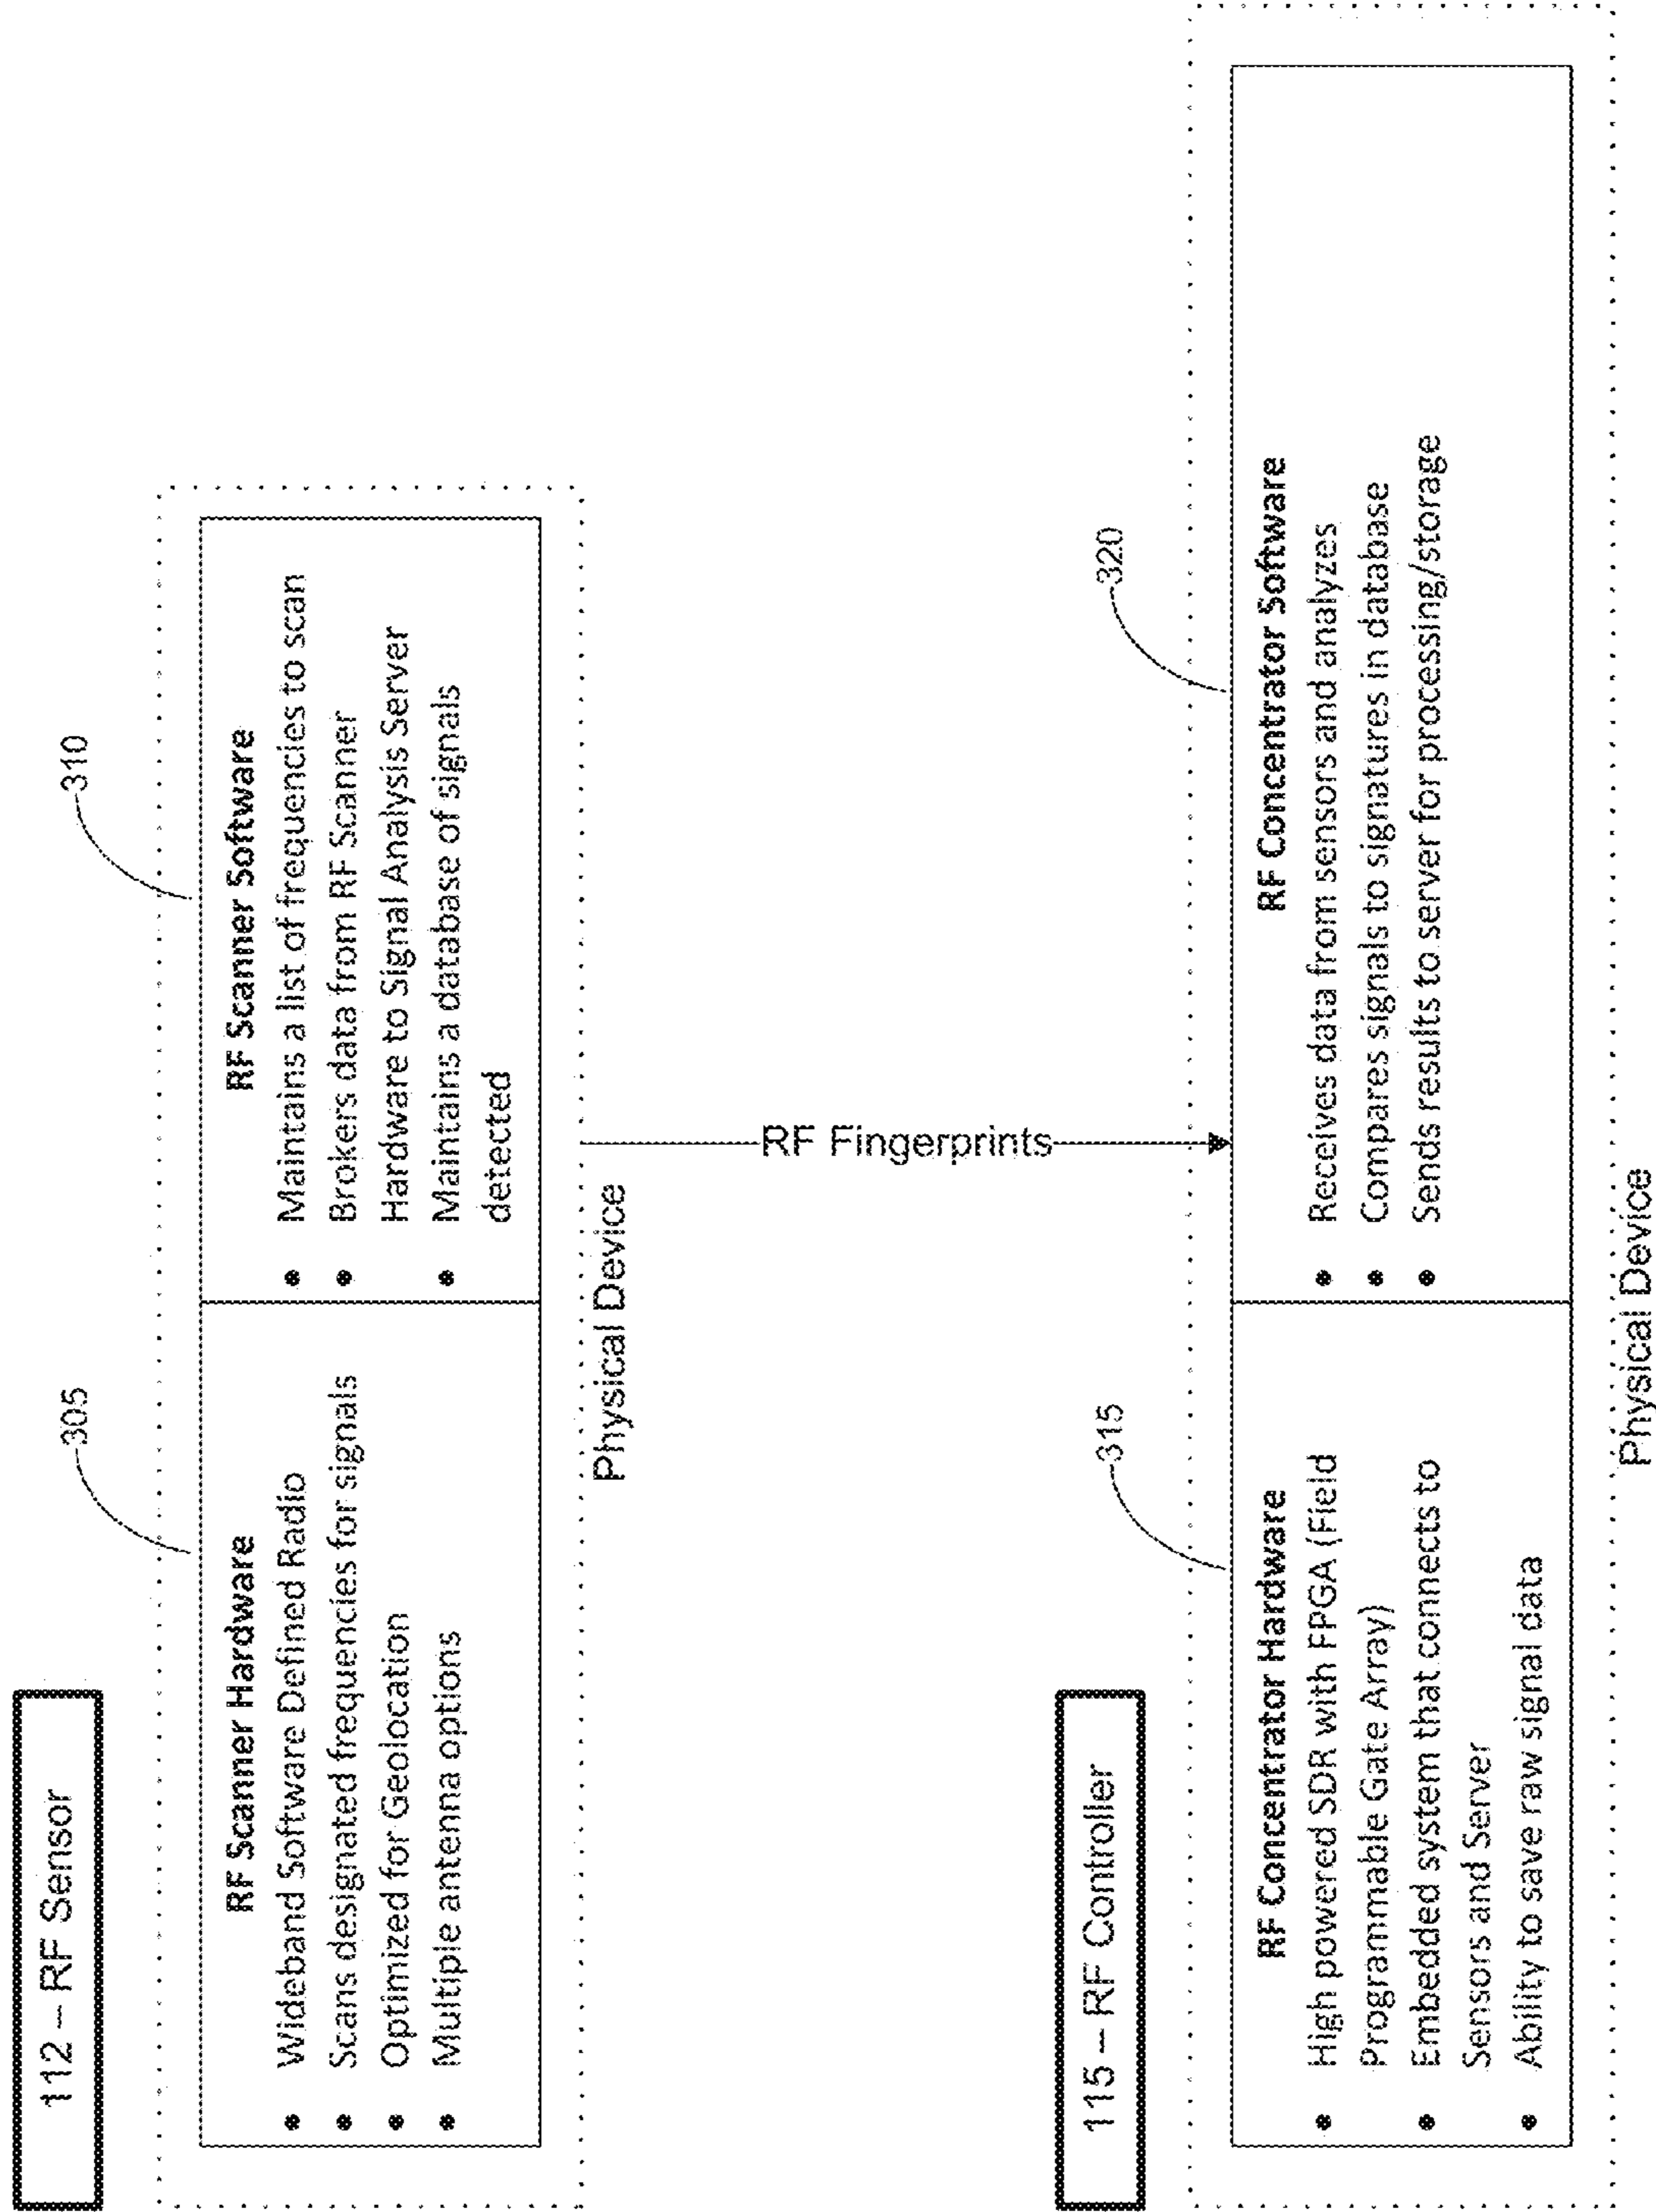 112 – RF Sensor
305
310
RF Scanner Hardware
• Wideband Software Defined Radio
• Scans designated frequencies for signals
• Optimized for Geolocation
• Multiple antenna options
RF Scanner Software
• Maintains a list of frequencies to scan
• Brokers data from RF Scanner
Hardware to Signal Analysis Server
• Maintains a database of signals
detected
Physical Device
RF Fingerprints
115 – RF Controller
315
320
RF Concentrator Hardware
• High powered SDR with FPGA (Field
Programmable Gate Array)
• Embedded system that connects to
Sensors and Server
• Ability to save raw signal data
RF Concentrator Software
• Receives data from sensors and analyzes
• Compares signals to signatures in database
• Sends results to server for processing/storage
Physical Device